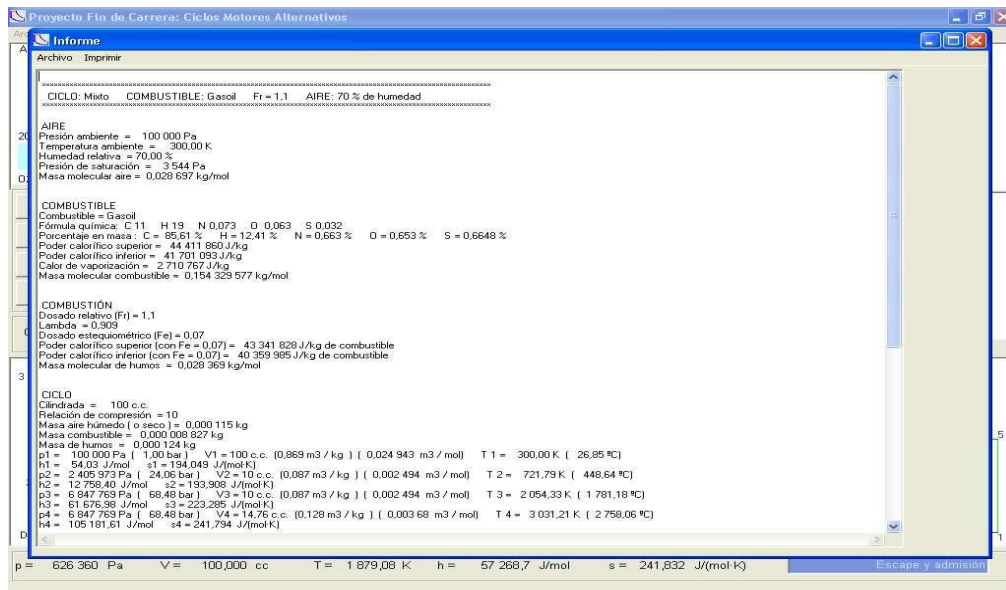 Proyecto Fin de Carrera: Ciclos Motores Alternativos
Informe
Archivo Imprimir
CICLO: Mixto COMBUSTIBLE: Gasoil Fr = 1,1 AIRE: 70 % de humedad
AIRE
Presión ambiente = 100 000 Pa
Temperatura ambiente = 300,00 K
Humedad relativa = 70,00 %
Presión de saturación = 3 544 Pa
Masa molecular aire = 0,028 697 kg/mol
COMBUSTIBLE
Combustible = Gasoil
Fórmula química: C 11 H 19 N 0,073 O 0,063 S 0,032
Porcentaje en masa : C = 85,61 % H = 12,41 % N = 0,663 % O = 0,653 % S = 0,6648 %
Poder calorífico superior = 44 411 860 J/kg
Poder calorífico inferior = 41 701 093 J/kg
Calor de vaporización = 2 710 767 J/kg
Masa molecular combustible = 0,154 329 577 kg/mol
COMBUSTIÓN
Dosado relativo (Fr) = 1,1
Lambda = 0,909
Dosado estequiométrico (Fe) = 0,07
Poder calorífico superior (con Fe = 0,07) = 43 341 828 J/kg de combustible
Poder calorífico inferior (con Fe = 0,07) = 40 359 985 J/kg de combustible
Masa molecular de humos = 0,028 369 kg/mol
CICLO
Cilindrada = 100 c.c.
Relación de compresión = 10
Masa aire húmedo ( o seco ) = 0,000 115 kg
Masa combustible = 0,000 008 827 kg
Masa de humos = 0,000 124 kg
p1 = 100 000 Pa ( 1,00 bar ) V1 = 100 c.c. (0,869 m3 / kg ) ( 0,024 943 m3 / mol) T 1 = 300,00 K ( 26,85 ºC)
h1 = 54,03 J/mol s1 = 194,049 J/(mol·K)
p2 = 2 405 973 Pa ( 24,06 bar ) V2 = 10 c.c. (0,087 m3 / kg ) ( 0,002 494 m3 / mol) T 2 = 721,79 K ( 448,64 ºC)
h2 = 12 758,40 J/mol s2 = 193,908 J/(mol·K)
p3 = 6 847 769 Pa ( 68,48 bar ) V3 = 10 c.c. (0,087 m3 / kg ) ( 0,002 494 m3 / mol) T 3 = 2 054,33 K ( 1 781,18 ºC)
h3 = 61 676,98 J/mol s3 = 223,285 J/(mol·K)
p4 = 6 847 769 Pa ( 68,48 bar ) V4 = 14,76 c.c. (0,128 m3 / kg ) ( 0,003 68 m3 / mol) T 4 = 3 031,21 K ( 2 758,06 ºC)
h4 = 105 181,61 J/mol s4 = 241,794 J/(mol·K)
p = 626 360 Pa V = 100,000 cc T = 1 879,08 K h = 57 268,7 J/mol s = 241,832 J/(mol·K) Escape y admisión